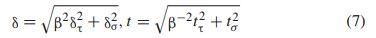 δ = √β²δ_τ² + δ_σ², t = √β⁻²t_τ² + t_σ² (7)